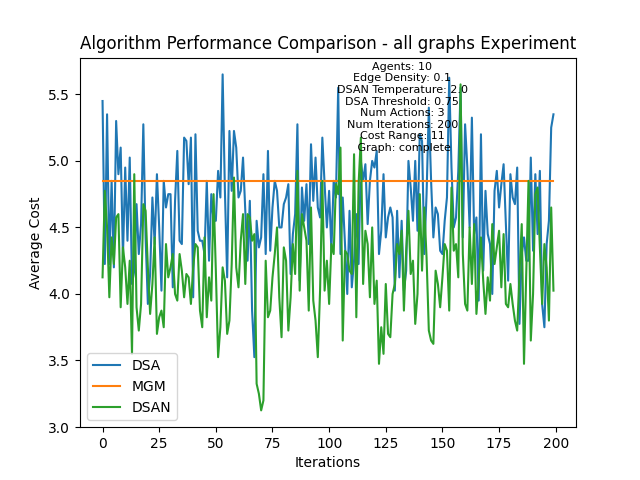 Algorithm Performance Comparison - all graphs Experiment
Agents: 10
Edge Density: 0.1
DSAN Temperature: 2.0
DSA Threshold: 0.75
Num Actions: 3
Num Iterations: 200
Cost Range: 11
Graph: complete
Average Cost
5.5
5.0
4.5
4.0
3.5
3.0
DSA
MGM
DSAN
0 25 50 75 100 125 150 175 200
Iterations